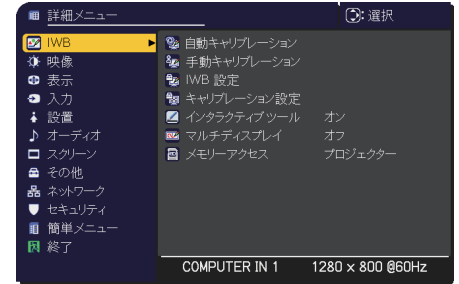 詳細メニュー
:選択
IWB
映像
表示
入力
設置
オーディオ
スクリーン
その他
ネットワーク
セキュリティ
簡単メニュー
終了
自動キャリブレーション
手動キャリブレーション
IWB 設定
キャリブレーション設定
インタラクティブツール オン
マルチディスプレイ オフ
メモリーアクセス プロジェクター
COMPUTER IN 1 1280 x 800 @60Hz